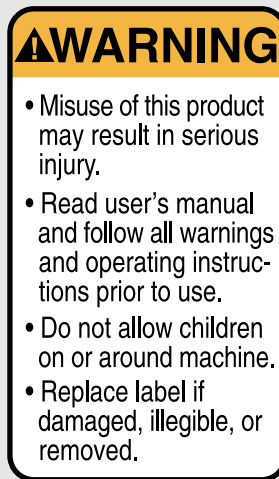 ⚠WARNING
• Misuse of this product
may result in serious
injury.
• Read user's manual
and follow all warnings
and operating instruc-
tions prior to use.
• Do not allow children
on or around machine.
• Replace label if
damaged, illegible, or
removed.